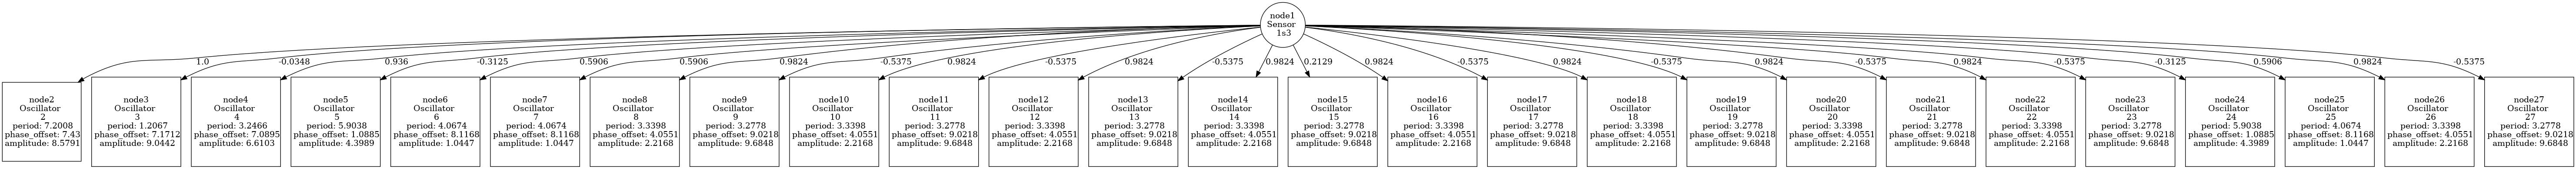 node1
Sensor
1s3
1.0
-0.0348
0.936
-0.3125
0.5906
0.5906
0.9824
-0.5375
0.9824
-0.5375
0.9824
-0.5375
0.9824
0.2129
0.9824
-0.5375
0.9824
-0.5375
0.9824
-0.5375
0.9824
-0.5375
-0.3125
0.5906
0.9824
-0.5375
node2
Oscillator
2
period: 7.2008
phase_offset: 7.43
amplitude: 8.5791
node3
Oscillator
3
period: 1.2067
phase_offset: 7.1712
amplitude: 9.0442
node4
Oscillator
4
period: 3.2466
phase_offset: 7.0895
amplitude: 6.6103
node5
Oscillator
5
period: 5.9038
phase_offset: 1.0885
amplitude: 4.3989
node6
Oscillator
6
period: 4.0674
phase_offset: 8.1168
amplitude: 1.0447
node7
Oscillator
7
period: 4.0674
phase_offset: 8.1168
amplitude: 1.0447
node8
Oscillator
8
period: 3.3398
phase_offset: 4.0551
amplitude: 2.2168
node9
Oscillator
9
period: 3.2778
phase_offset: 9.0218
amplitude: 9.6848
node10
Oscillator
10
period: 3.3398
phase_offset: 4.0551
amplitude: 2.2168
node11
Oscillator
11
period: 3.2778
phase_offset: 9.0218
amplitude: 9.6848
node12
Oscillator
12
period: 3.3398
phase_offset: 4.0551
amplitude: 2.2168
node13
Oscillator
13
period: 3.2778
phase_offset: 9.0218
amplitude: 9.6848
node14
Oscillator
14
period: 3.3398
phase_offset: 4.0551
amplitude: 2.2168
node15
Oscillator
15
period: 3.2778
phase_offset: 9.0218
amplitude: 9.6848
node16
Oscillator
16
period: 3.3398
phase_offset: 4.0551
amplitude: 2.2168
node17
Oscillator
17
period: 3.2778
phase_offset: 9.0218
amplitude: 9.6848
node18
Oscillator
18
period: 3.3398
phase_offset: 4.0551
amplitude: 2.2168
node19
Oscillator
19
period: 3.2778
phase_offset: 9.0218
amplitude: 9.6848
node20
Oscillator
20
period: 3.3398
phase_offset: 4.0551
amplitude: 2.2168
node21
Oscillator
21
period: 3.2778
phase_offset: 9.0218
amplitude: 9.6848
node22
Oscillator
22
period: 3.3398
phase_offset: 4.0551
amplitude: 2.2168
node23
Oscillator
23
period: 3.2778
phase_offset: 9.0218
amplitude: 9.6848
node24
Oscillator
24
period: 5.9038
phase_offset: 1.0885
amplitude: 4.3989
node25
Oscillator
25
period: 4.0674
phase_offset: 8.1168
amplitude: 1.0447
node26
Oscillator
26
period: 3.3398
phase_offset: 4.0551
amplitude: 2.2168
node27
Oscillator
27
period: 3.2778
phase_offset: 9.0218
amplitude: 9.6848